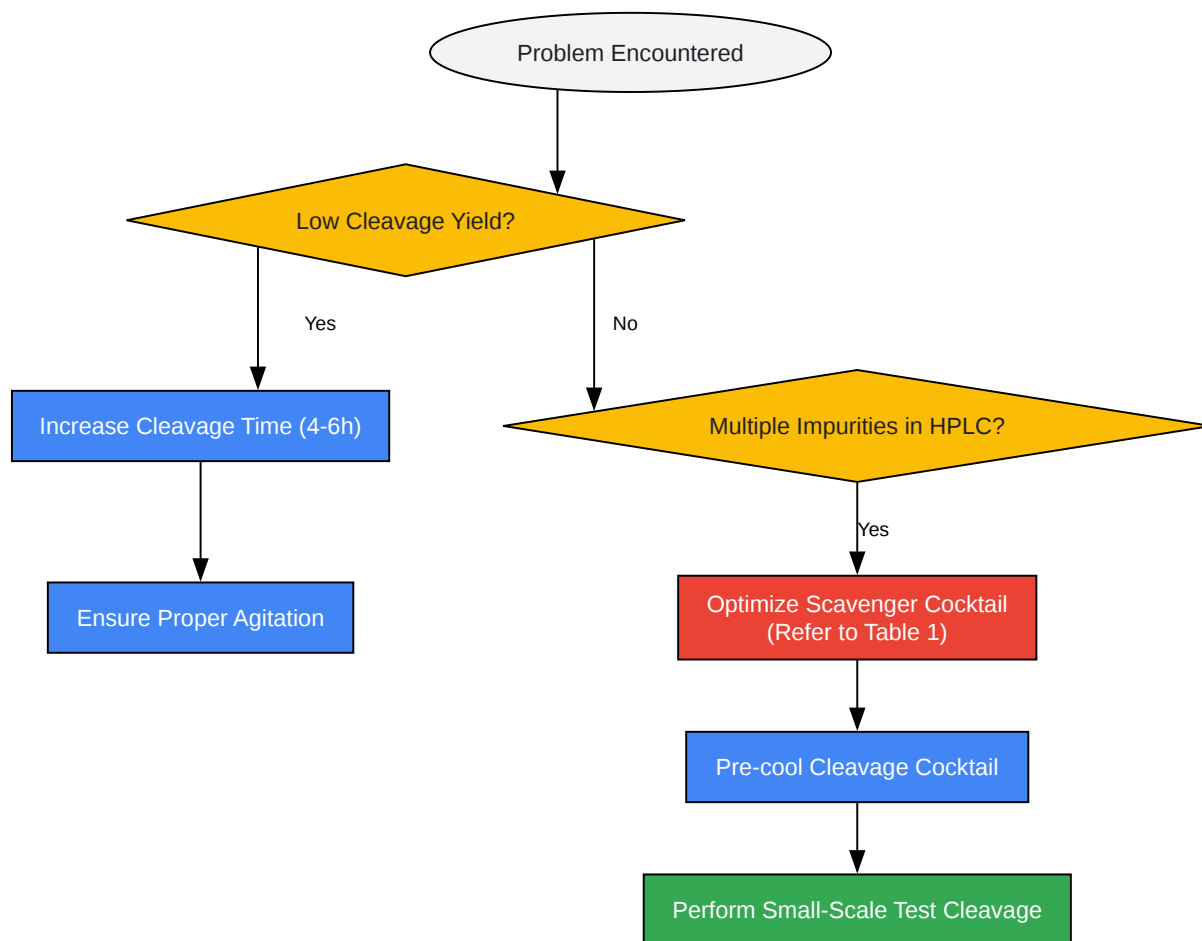 Problem Encountered
Low Cleavage Yield?
Yes
No
Increase Cleavage Time (4-6h)
Multiple Impurities in HPLC?
Yes
Ensure Proper Agitation
Optimize Scavenger Cocktail
(Refer to Table 1)
Pre-cool Cleavage Cocktail
Perform Small-Scale Test Cleavage